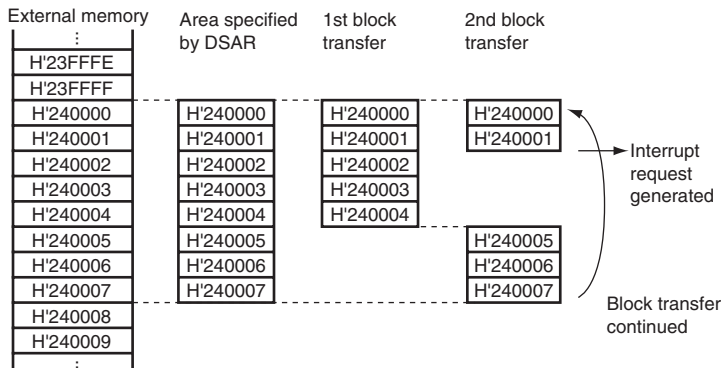 External memory
Area specified
by DSAR
1st block
transfer
2nd block
transfer
⋮
H'23FFFE
H'23FFFF
H'240000
H'240001
H'240002
H'240003
H'240004
H'240005
H'240006
H'240007
H'240008
H'240009
⋮
H'240000
H'240001
H'240002
H'240003
H'240004
H'240005
H'240006
H'240007
H'240000
H'240001
H'240002
H'240003
H'240004
H'240000
H'240001
H'240005
H'240006
H'240007
Interrupt
request
generated
Block transfer
continued